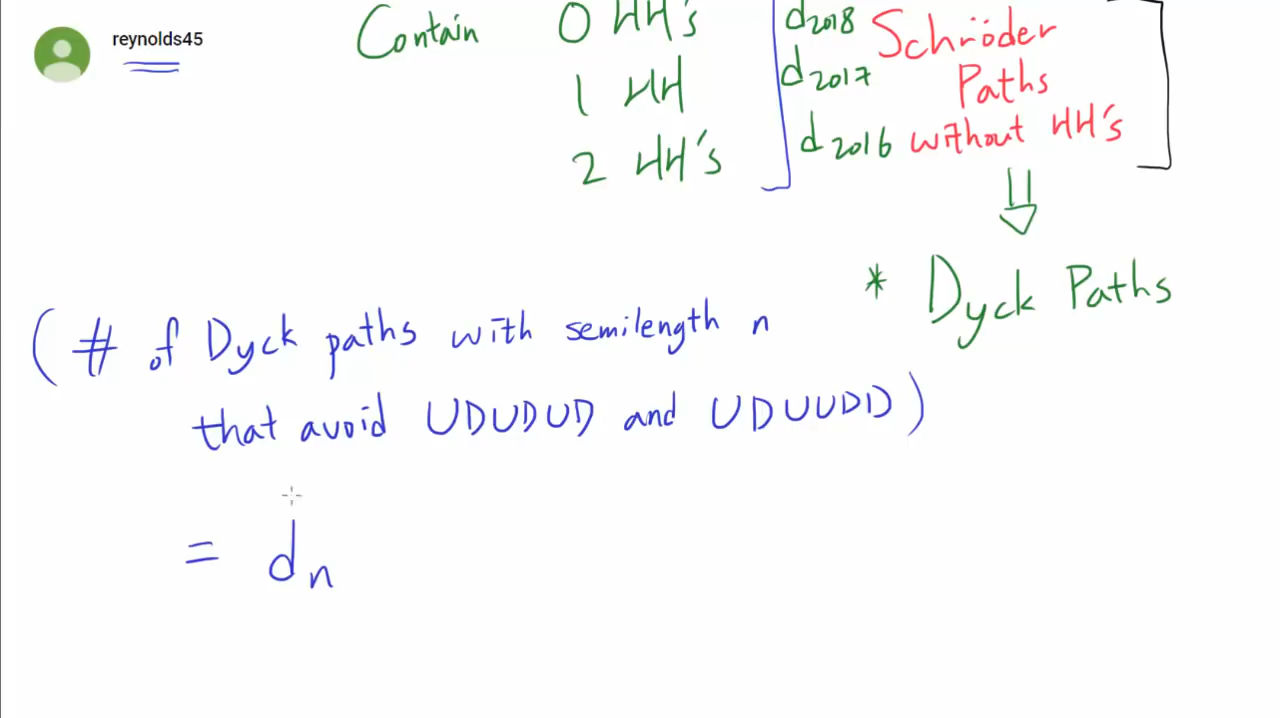 reynolds45
Contain 0 HH's d2018 Schröder
1 HH d2017 Paths
2 HH's d2016 without HH's
* Dyck Paths
(# of Dyck paths with semilength n
that avoid UDUDUD and UDUUDD)
= dn